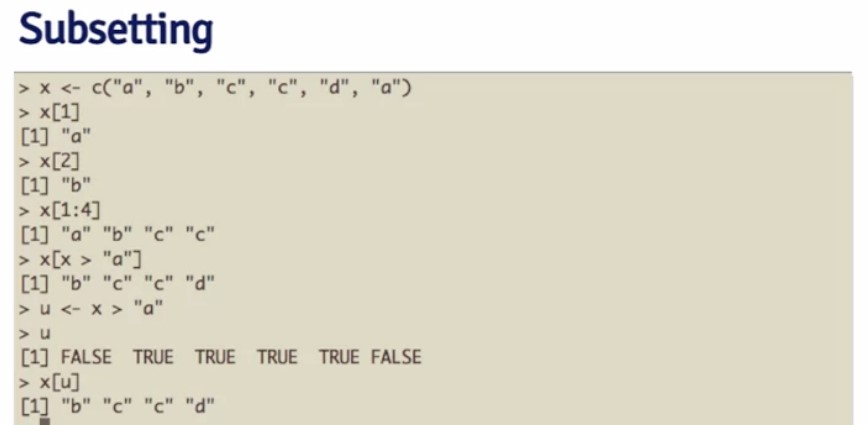 Subsetting
> x <- c("a", "b", "c", "c", "d", "a")
> x[1]
[1] "a"
> x[2]
[1] "b"
> x[1:4]
[1] "a" "b" "c" "c"
> x[x > "a"]
[1] "b" "c" "c" "d"
> u <- x > "a"
> u
[1] FALSE  TRUE  TRUE  TRUE  TRUE FALSE
> x[u]
[1] "b" "c" "c" "d"